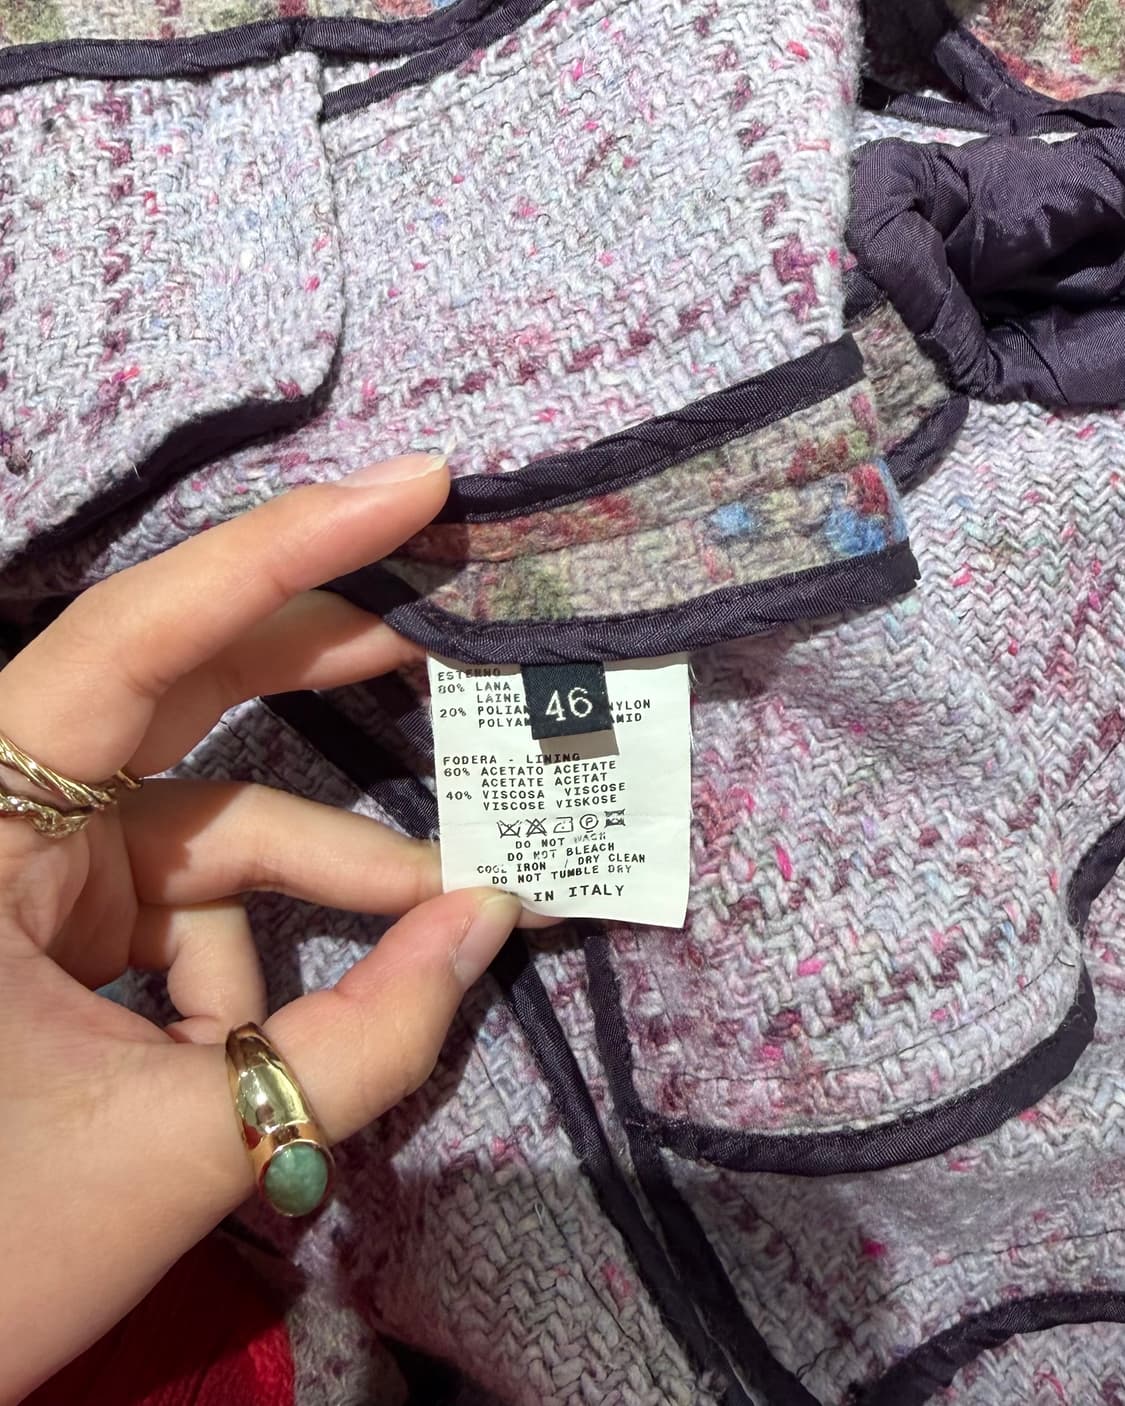 ESTERNO
80% LANA
LAINE
20% POLIAM NYLON
POLYAM AMID
46
FODERA - LINING
60% ACETATO ACETATE
ACETATE ACETAT
40% VISCOSA VISCOSE
VISCOSE VISKOSE
P
DO NOT WASH
DO NOT BLEACH
COOL IRON / DRY CLEAN
DO NOT TUMBLE DRY
IN ITALY